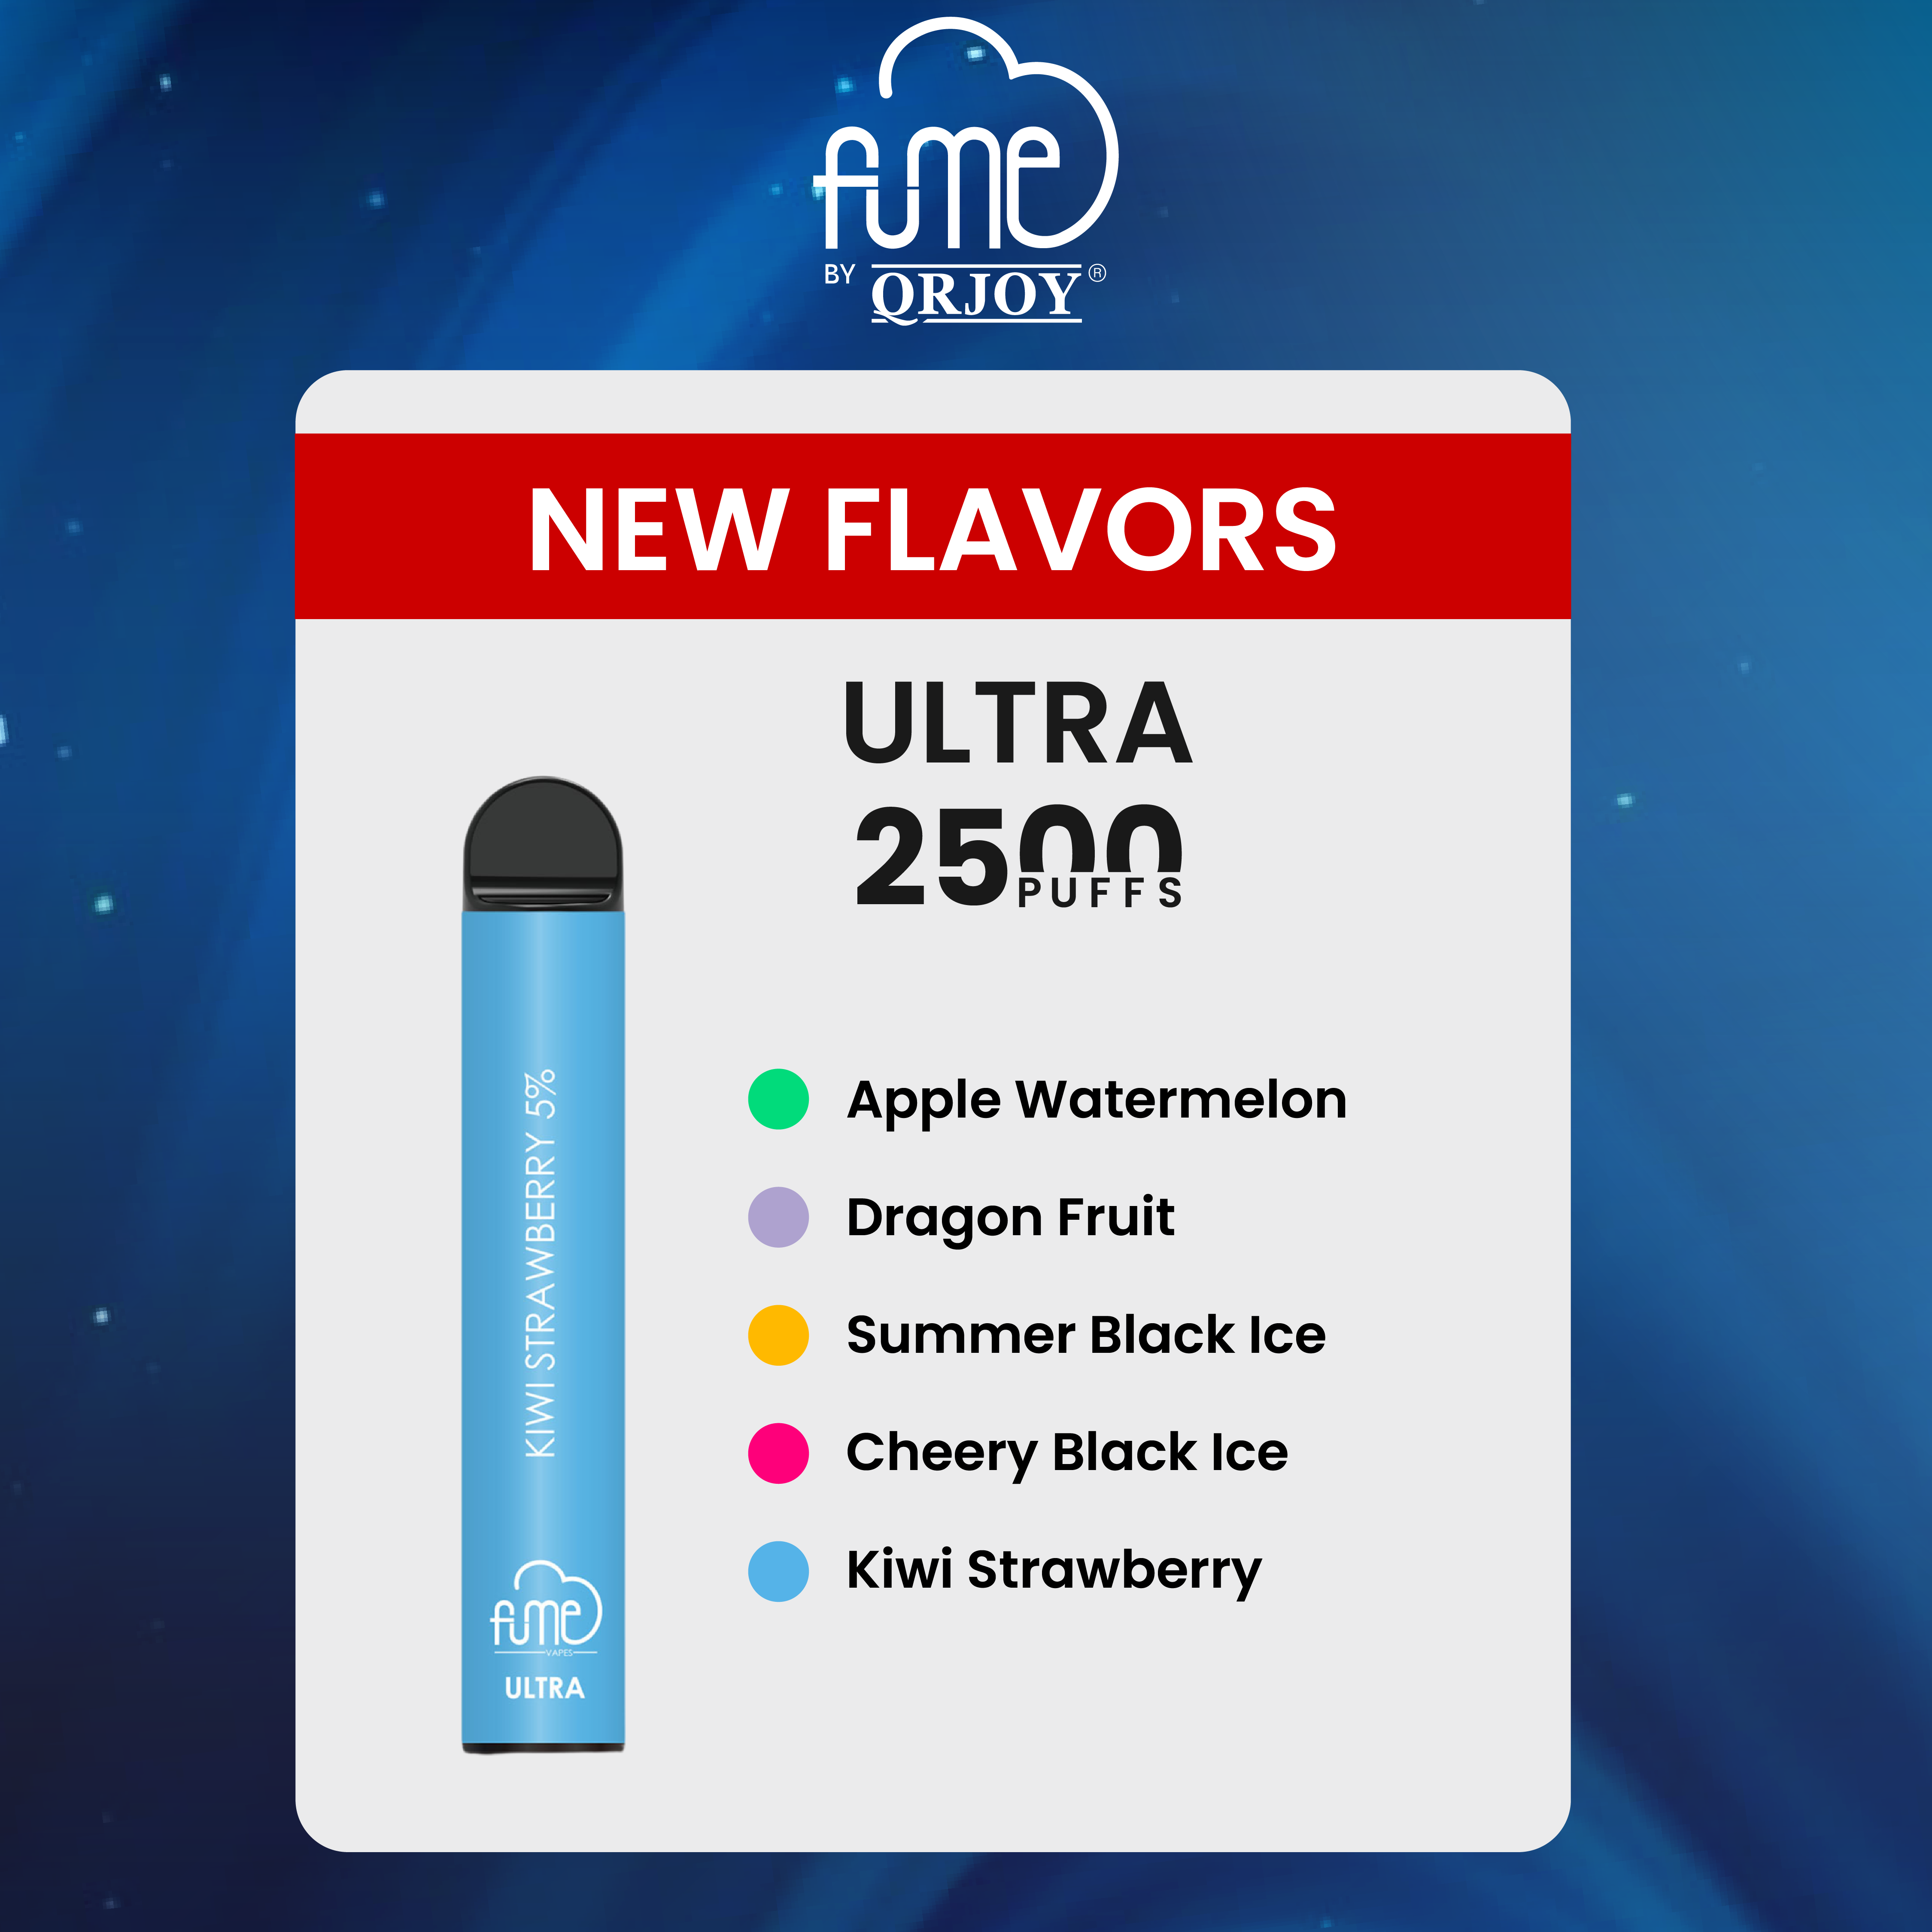 fume
BY QRJOY®
NEW FLAVORS
ULTRA
2500
PUFFS
Apple Watermelon
Dragon Fruit
Summer Black Ice
Cheery Black Ice
Kiwi Strawberry
KIWI STRAWBERRY 5%
fume
VAPES
ULTRA